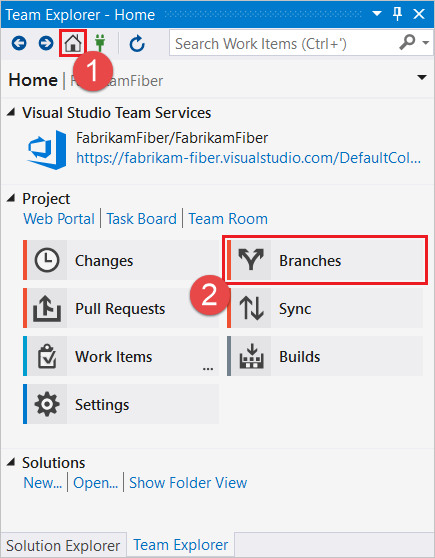 Team Explorer - Home
Search Work Items (Ctrl+')
1
Home | FabrikamFiber
Visual Studio Team Services
FabrikamFiber/FabrikamFiber
https://fabrikam-fiber.visualstudio.com/DefaultCol...
Project
Web Portal | Task Board | Team Room
Changes
Branches
2
Pull Requests
Sync
Work Items
...
Builds
Settings
Solutions
New... | Open... | Show Folder View
Solution Explorer Team Explorer